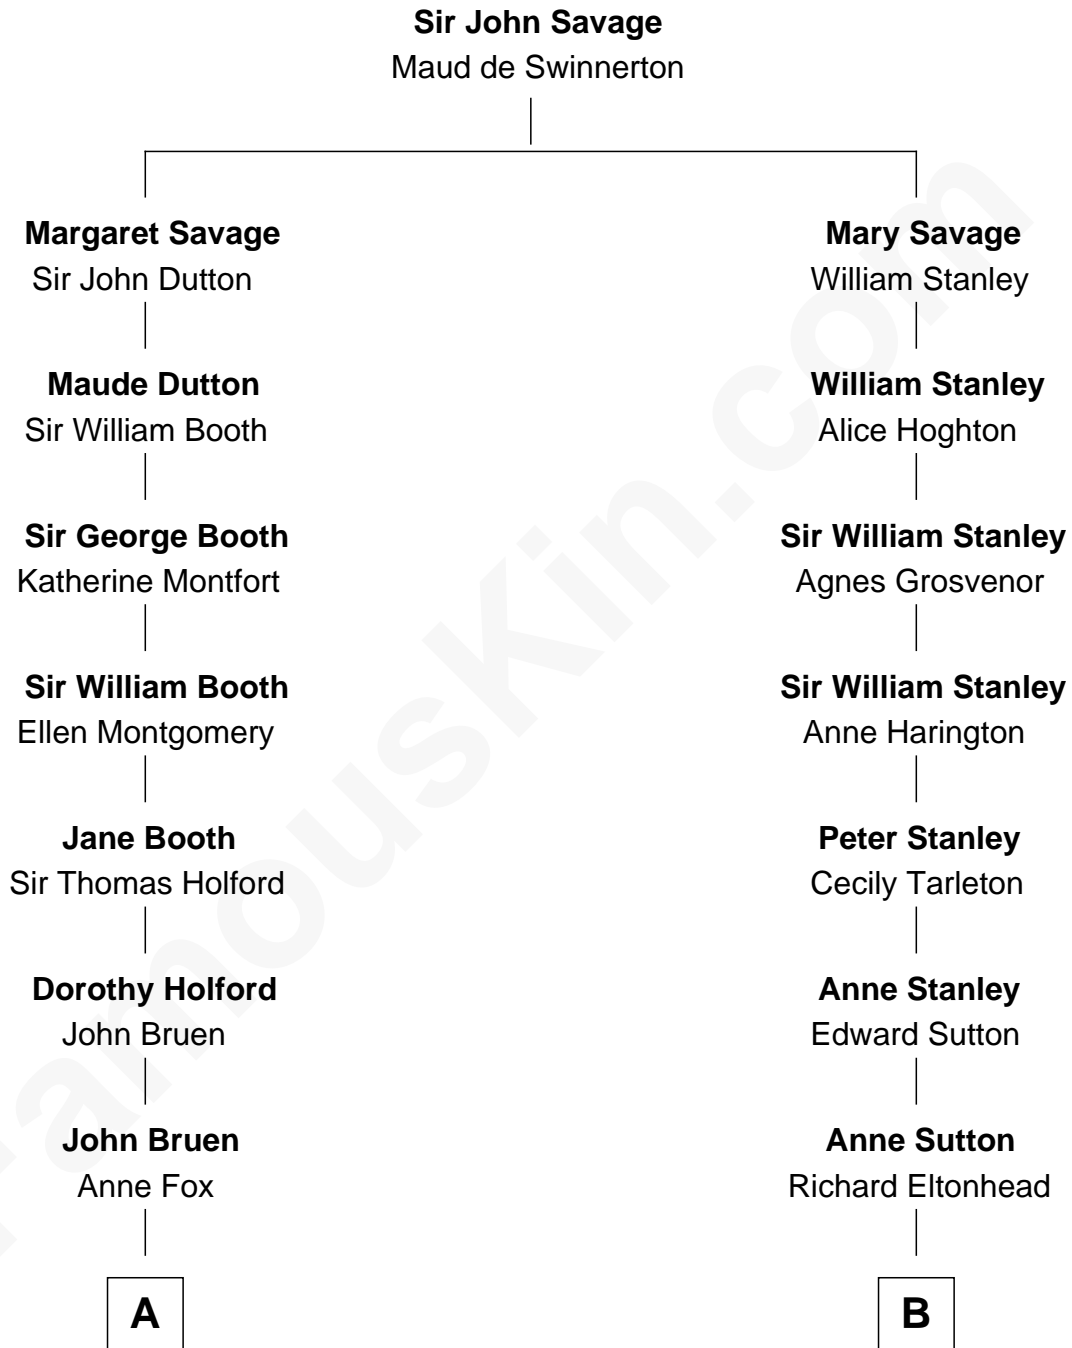 Sir John Savage
Maud de Swinnerton
Margaret Savage
Sir John Dutton
Mary Savage
William Stanley
Maude Dutton
Sir William Booth
William Stanley
Alice Hoghton
Sir George Booth
Katherine Montfort
Sir William Stanley
Agnes Grosvenor
Sir William Booth
Ellen Montgomery
Sir William Stanley
Anne Harington
Jane Booth
Sir Thomas Holford
Peter Stanley
Cecily Tarleton
Dorothy Holford
John Bruen
Anne Stanley
Edward Sutton
John Bruen
Anne Fox
Anne Sutton
Richard Eltonhead
A
B
FamousKin.com